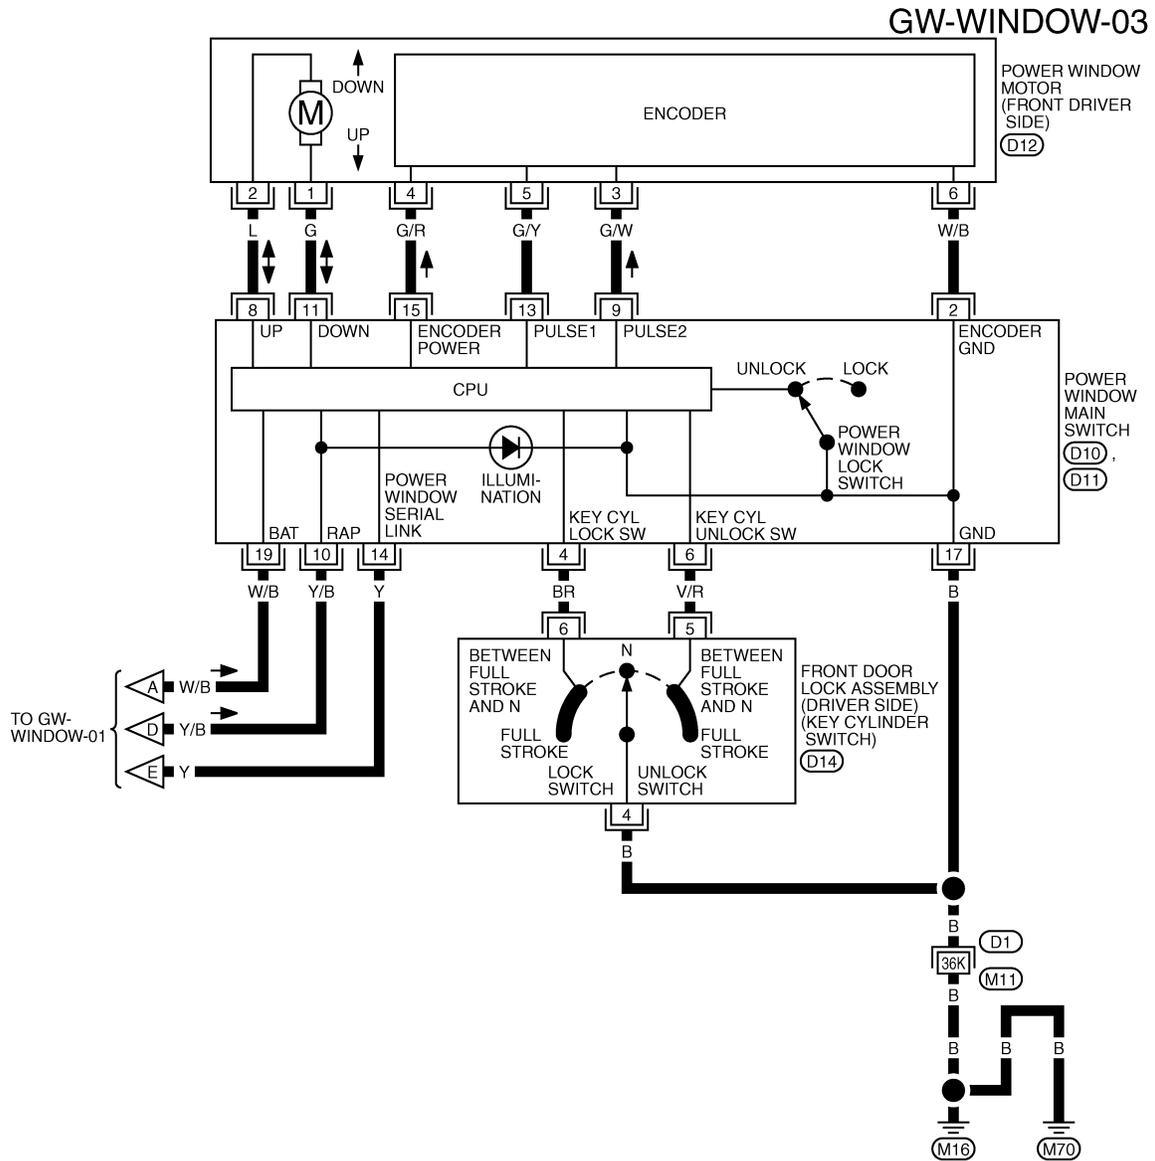 GW-WINDOW-03
DOWN
M
UP
ENCODER
POWER WINDOW
MOTOR
(FRONT DRIVER
SIDE)
D12
2 1 4 5 3 6
L G G/R G/Y G/W W/B
8 11 15 13 9 2
UP DOWN ENCODER
POWER PULSE1 PULSE2 ENCODER
GND
CPU
UNLOCK LOCK
POWER
WINDOW
LOCK
SWITCH
POWER
WINDOW
MAIN
SWITCH
D10 ,
D11
ILLUMI-
NATION
POWER
WINDOW
SERIAL
LINK
BAT RAP
KEY CYL
LOCK SW
KEY CYL
UNLOCK SW
GND
19 10 14 4 6 17
W/B Y/B Y BR V/R B
6 5
BETWEEN
FULL
STROKE
AND N
N
BETWEEN
FULL
STROKE
AND N
FULL
STROKE
FULL
STROKE
LOCK
SWITCH
UNLOCK
SWITCH
FRONT DOOR
LOCK ASSEMBLY
(DRIVER SIDE)
(KEY CYLINDER
SWITCH)
D14
TO GW-
WINDOW-01
A W/B
D Y/B
E Y
4
B
B
D1
36K
M11
B
B B B
M16 M70